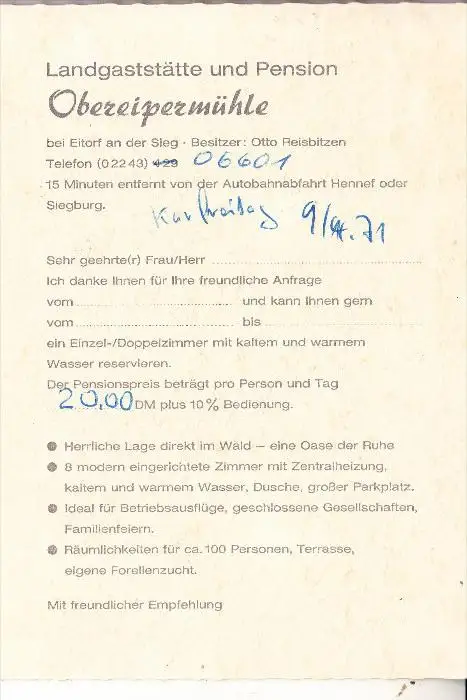 Landgaststätte und Pension
Obereipermühle
bei Eitorf an der Sieg · Besitzer: Otto Reisbitzen
Telefon (02243) 429 06601
15 Minuten entfernt von der Autobahnabfahrt Hennef oder
Siegburg.
Karfreitag 9/4.71
Sehr geehrte(r) Frau/Herr
Ich danke Ihnen für Ihre freundliche Anfrage
vom und kann Ihnen gern
vom bis
ein Einzel-/Doppelzimmer mit kaltem und warmem
Wasser reservieren.
Der Pensionspreis beträgt pro Person und Tag
20,00 DM plus 10% Bedienung.
Herrliche Lage direkt im Wald – eine Oase der Ruhe
8 modern eingerichtete Zimmer mit Zentralheizung,
kaltem und warmem Wasser, Dusche, großer Parkplatz.
Ideal für Betriebsausflüge, geschlossene Gesellschaften,
Familienfeiern.
Räumlichkeiten für ca. 100 Personen, Terrasse,
eigene Forellenzucht.
Mit freundlicher Empfehlung